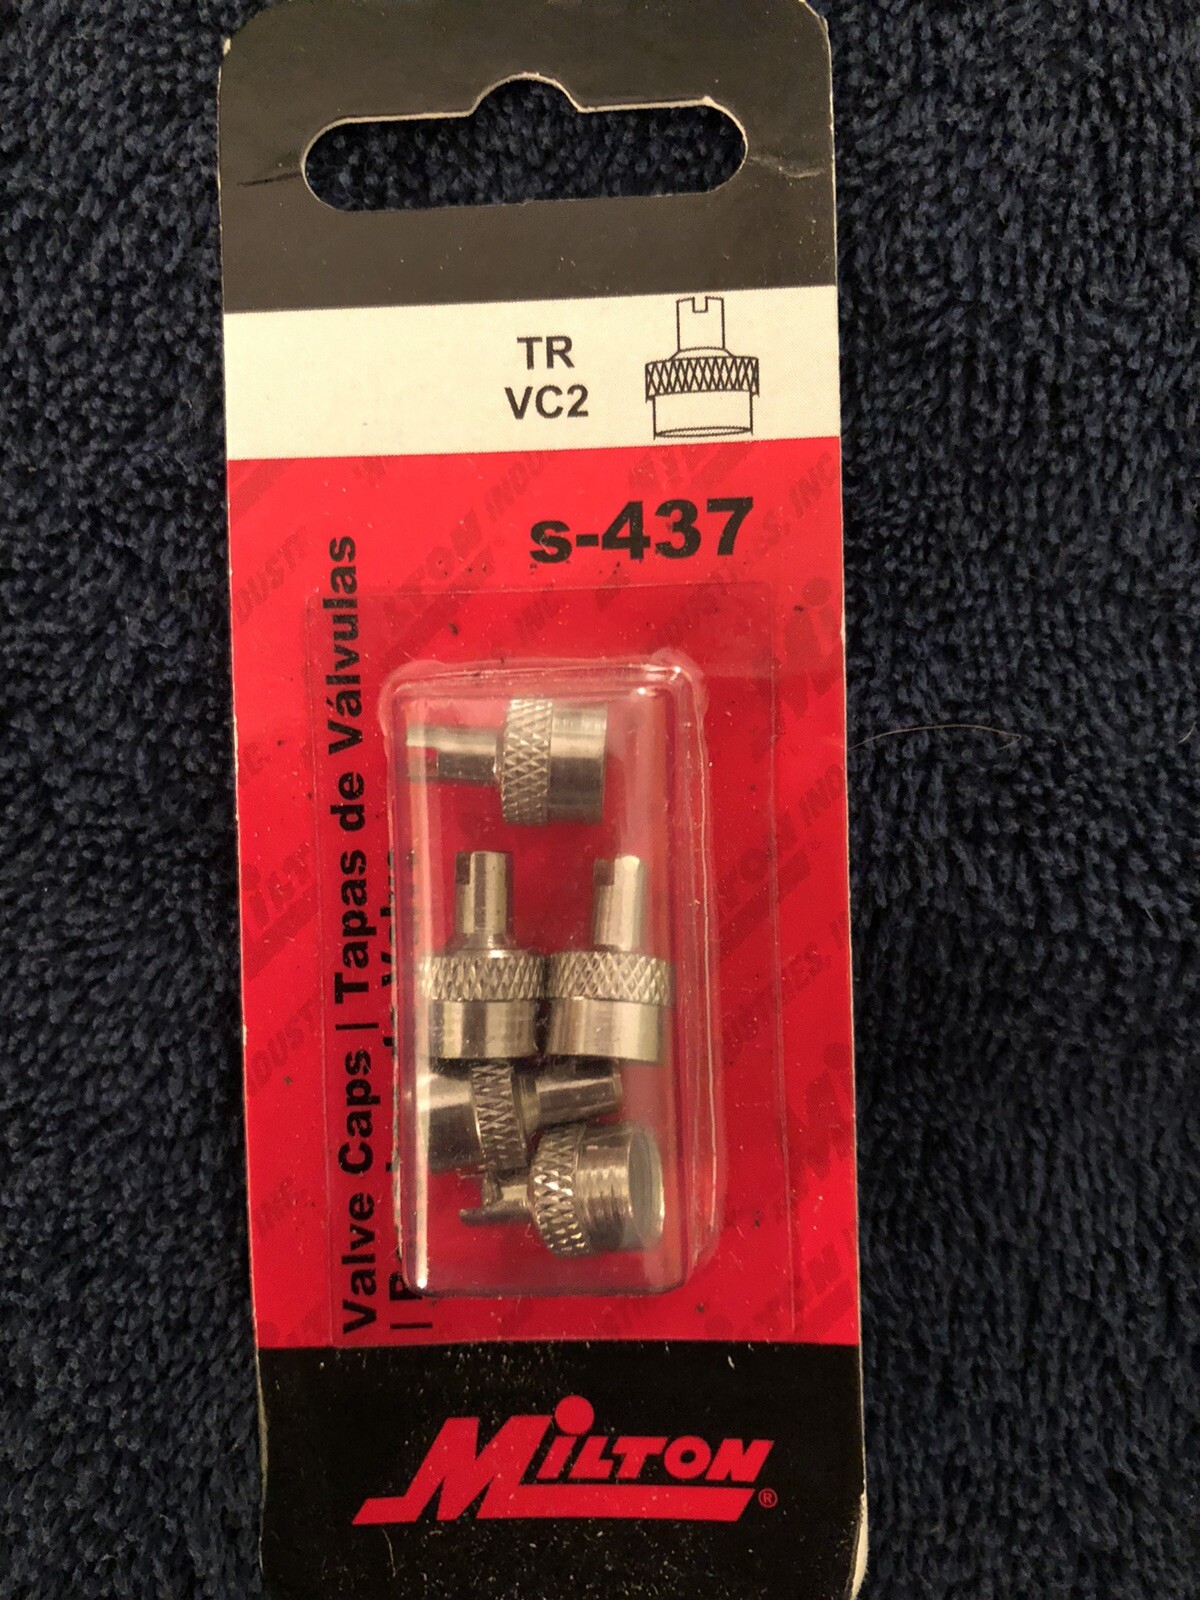 TR
VC2
s-437
Valve Caps | Tapas de Válvulas
|
MILTON
®